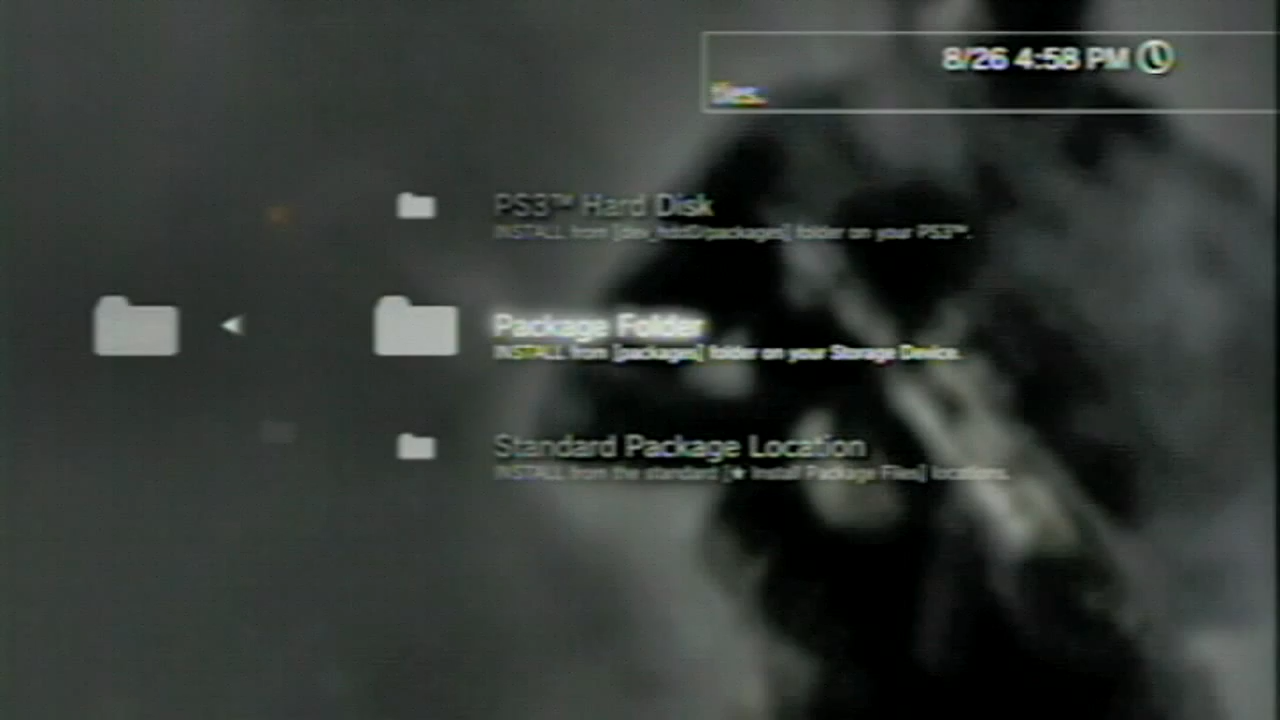 8/26 4:58 PM
ties.
PS3™ Hard Disk
INSTALL from [dev_hdd0/packages] folder on your PS3™.
Package Folder
INSTALL from [packages] folder on your Storage Device.
Standard Package Location
INSTALL from the standard [★ Install Package Files] locations.